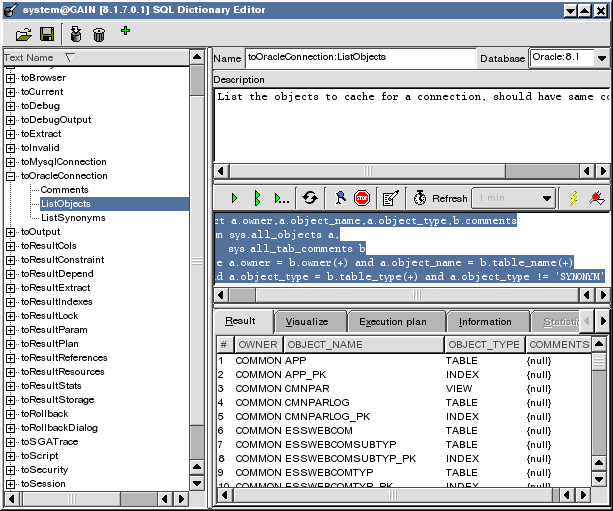 system@GAIN [8.1.7.0.1] SQL Dictionary Editor
Text Name
toBrowser
toCurrent
toDebug
toDebugOutput
toExtract
toInvalid
toMysqlConnection
toOracleConnection
Comments
ListObjects
ListSynonyms
toOutput
toResultCols
toResultConstraint
toResultDepend
toResultExtract
toResultIndexes
toResultLock
toResultParam
toResultPlan
toResultReferences
toResultResources
toResultStats
toResultStorage
toRollback
toRollbackDialog
toSGATrace
toScript
toSecurity
toSession
Name toOracleConnection:ListObjects Database Oracle:8.1
Description
List the objects to cache for a connection, should have same co
Refresh 1 min
ct a.owner,a.object_name,a.object_type,b.comments
m sys.all_objects a,
sys.all_tab_comments b
e a.owner = b.owner(+) and a.object_name = b.table_name(+)
d a.object_type = b.table_type(+) and a.object_type != 'SYNONYM'
Result Visualize Execution plan Information Statisti
# OWNER OBJECT_NAME OBJECT_TYPE COMMENTS
1 COMMON APP TABLE {null}
2 COMMON APP_PK INDEX {null}
3 COMMON CMNPAR VIEW {null}
4 COMMON CMNPARLOG TABLE {null}
5 COMMON CMNPARLOG_PK INDEX {null}
6 COMMON ESSWEBCOM TABLE {null}
7 COMMON ESSWEBCOMSUBTYP TABLE {null}
8 COMMON ESSWEBCOMSUBTYP_PK INDEX {null}
9 COMMON ESSWEBCOMTYP TABLE {null}
10 COMMON ESSWEBCOMTYP_PK INDEX {null}